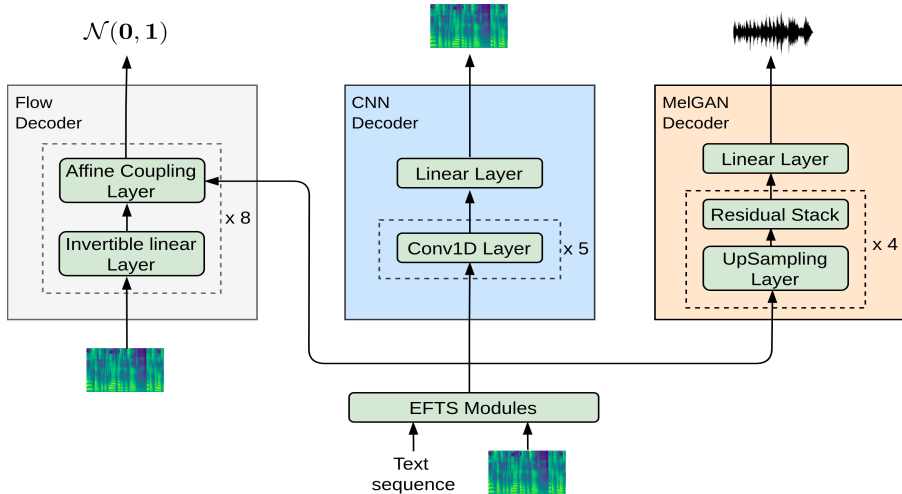 𝒩(0, 1)
Flow
Decoder
Affine Coupling
Layer
Invertible linear
Layer
x 8
CNN
Decoder
Linear Layer
Conv1D Layer
x 5
MelGAN
Decoder
Linear Layer
Residual Stack
UpSampling
Layer
x 4
EFTS Modules
Text
sequence